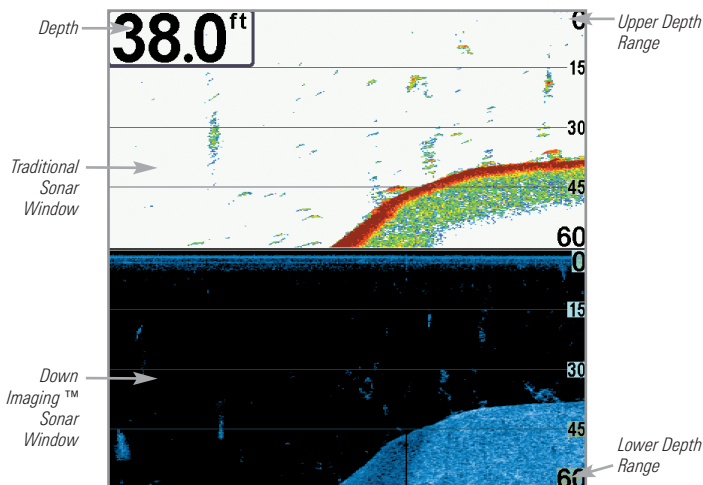 Depth
38.0ft
0
Upper Depth
Range
15
30
Traditional
Sonar
Window
45
60
0
15
30
Down
Imaging ™
Sonar
Window
45
60
Lower Depth
Range